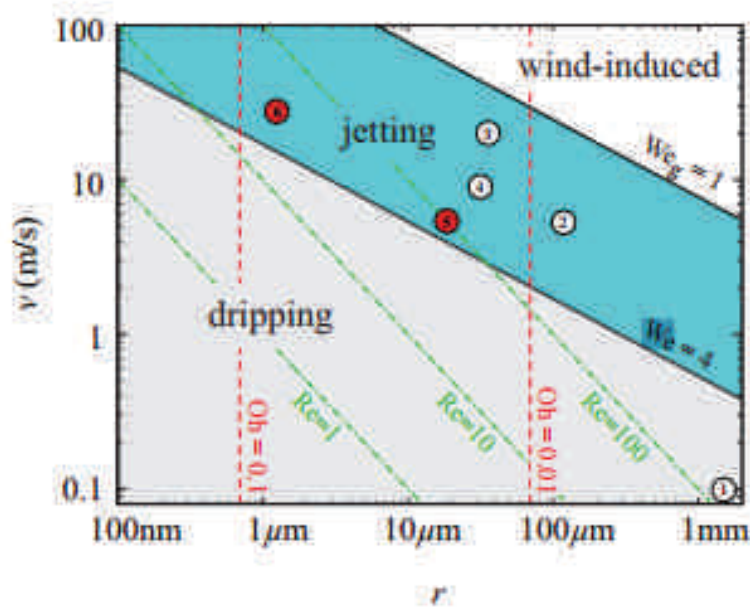 100
wind-induced
6
jetting
3
We_g = 1
10
4
5
2
v (m/s)
dripping
1
We = 4
Re=1
Oh = 0.1
Re=10
Oh = 0.01
Re=100
0.1
1
100nm
1μm
10μm
100μm
1mm
r